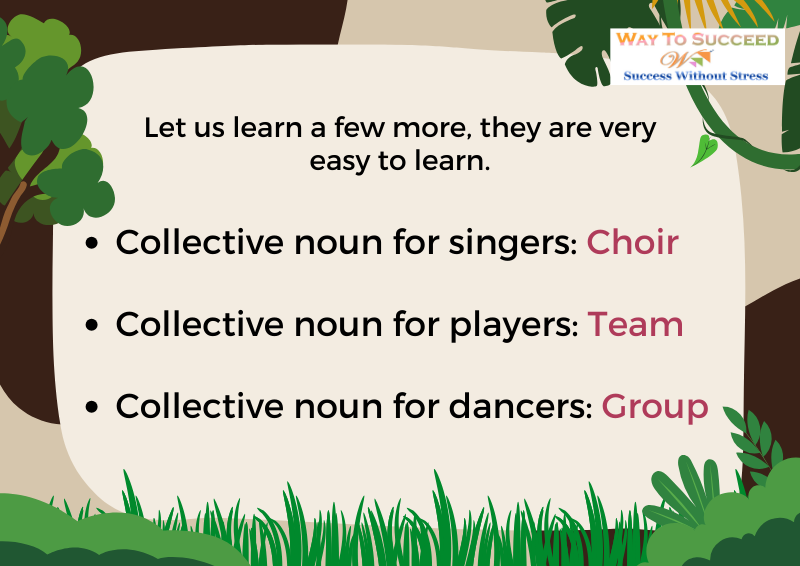 WAY TO SUCCEED
Success Without Stress
Let us learn a few more, they are very
easy to learn.
• Collective noun for singers: Choir
• Collective noun for players: Team
• Collective noun for dancers: Group